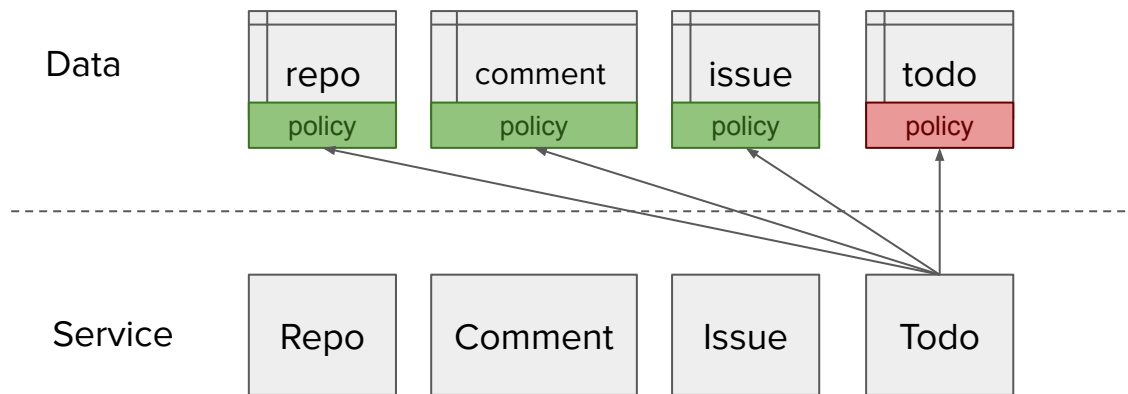 Data
repo
comment
issue
todo
policy
policy
policy
policy
Service
Repo
Comment
Issue
Todo